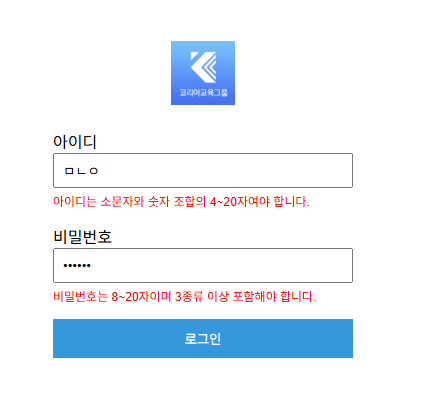 코리아교육그룹
아이디
ㅁㄴㅇ
아이디는 소문자와 숫자 조합의 4~20자여야 합니다.
비밀번호
••••••
비밀번호는 8~20자이며 3종류 이상 포함해야 합니다.
로그인